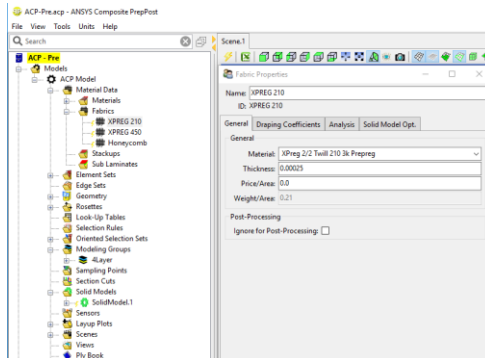 ACP-Pre.acp - ANSYS Composite PrepPost
File View Tools Units Help
Search
Scene.1
ACP - Pre
Models
ACP Model
Material Data
Materials
Fabrics
XPREG 210
XPREG 450
Honeycomb
Stackups
Sub Laminates
Element Sets
Edge Sets
Geometry
Rosettes
Look-Up Tables
Selection Rules
Oriented Selection Sets
Modeling Groups
4Layer
Sampling Points
Section Cuts
Solid Models
SolidModel.1
Sensors
Layup Plots
Scenes
Views
Ply Book
Fabric Properties
Name: XPREG 210
ID: XPREG 210
General Draping Coefficients Analysis Solid Model Opt.
General
Material: XPreg 2/2 Twill 210 3k Prepreg
Thickness: 0.00025
Price/Area: 0.0
Weight/Area: 0.21
Post-Processing
Ignore for Post-Processing: